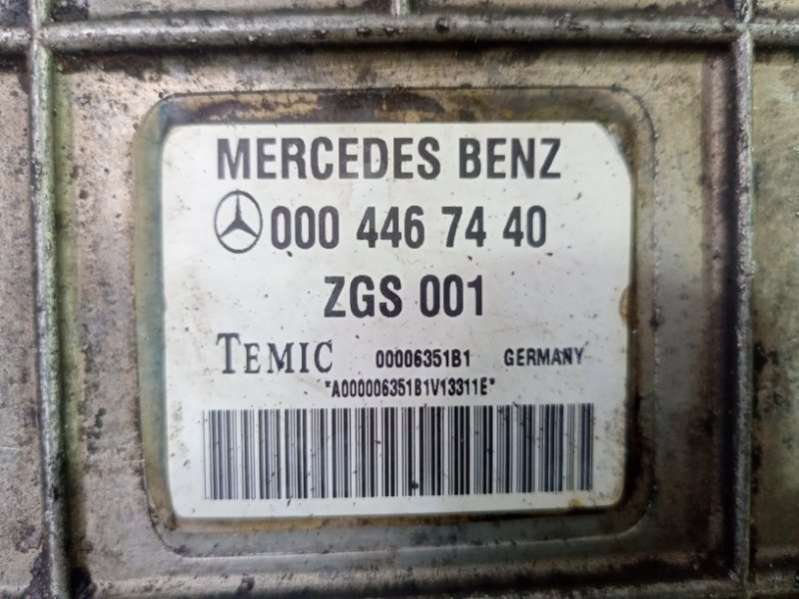 MERCEDES BENZ
000 446 74 40
ZGS 001
TEMIC 00006351B1 GERMANY
*A000006351B1V13311E*